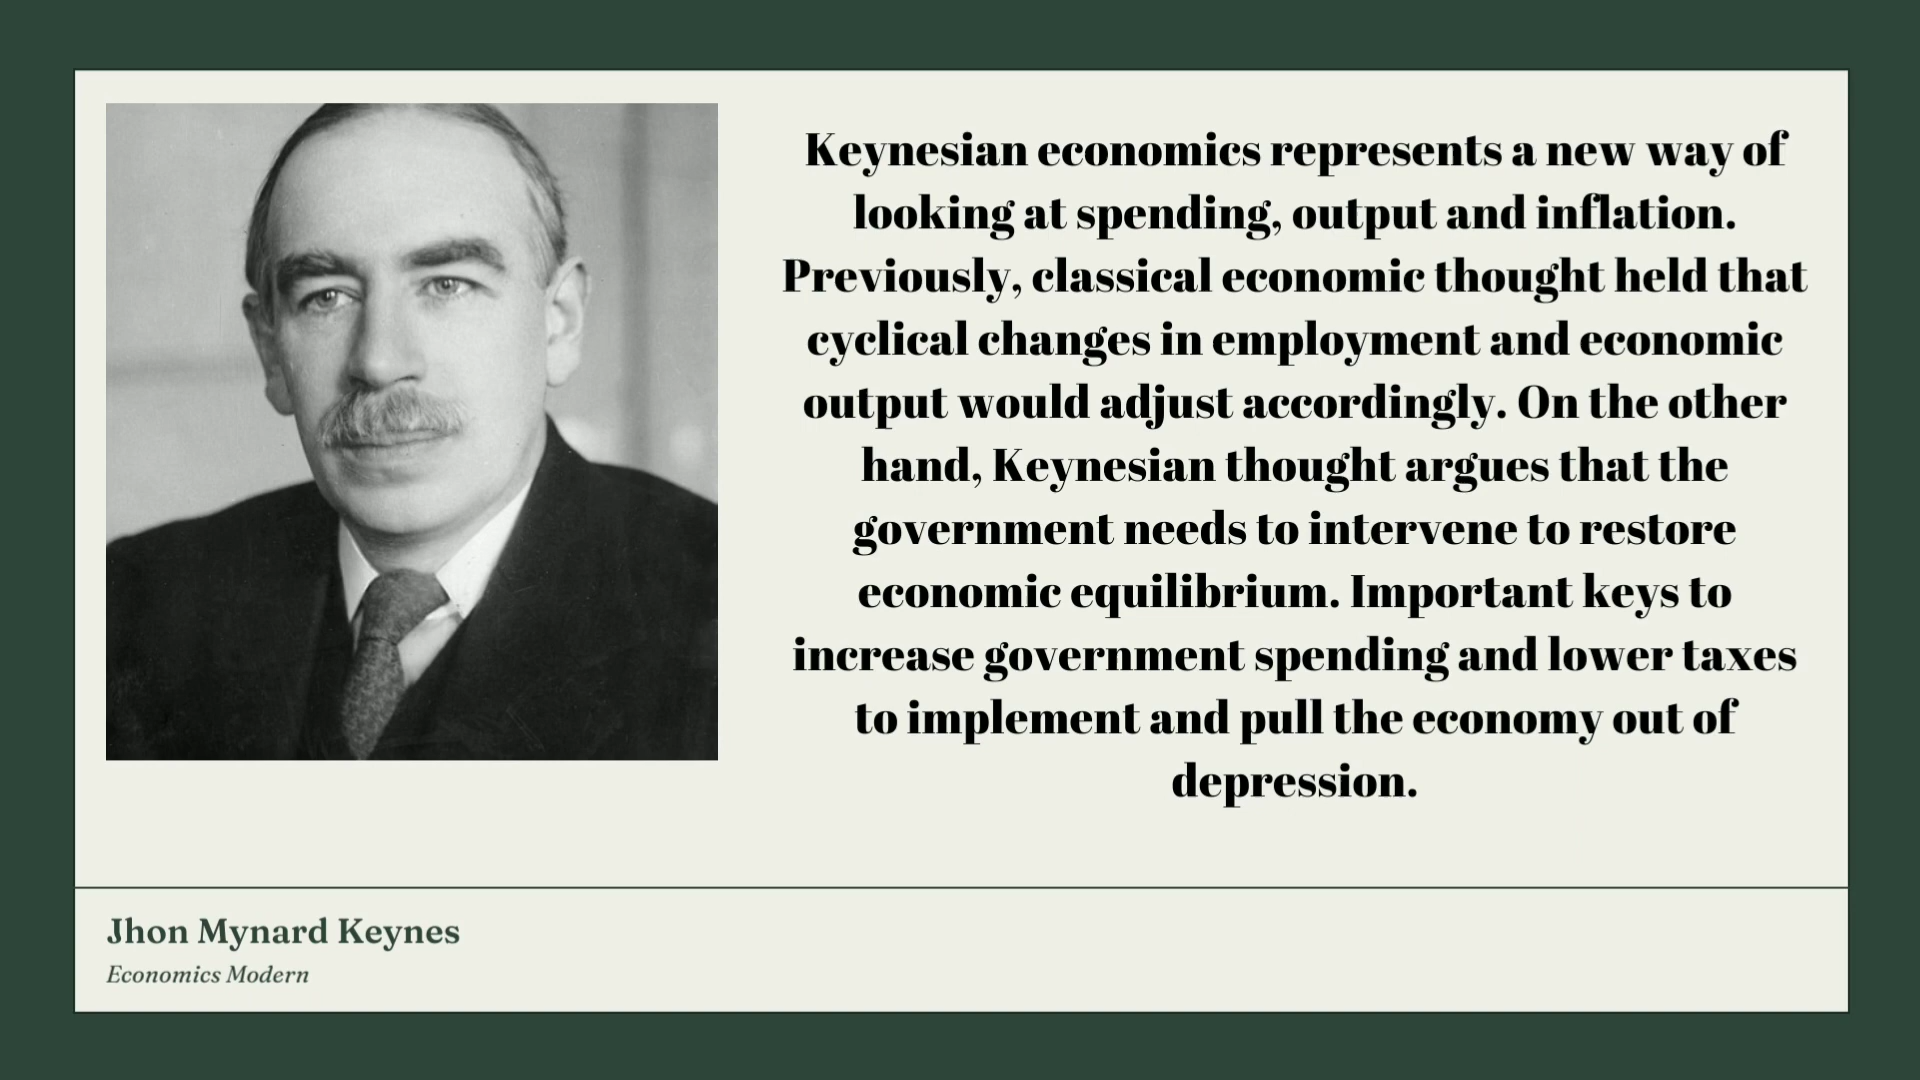 Keynesian economics represents a new way of
looking at spending, output and inflation.
Previously, classical economic thought held that
cyclical changes in employment and economic
output would adjust accordingly. On the other
hand, Keynesian thought argues that the
government needs to intervene to restore
economic equilibrium. Important keys to
increase government spending and lower taxes
to implement and pull the economy out of
depression.
Jhon Mynard Keynes
Economics Modern